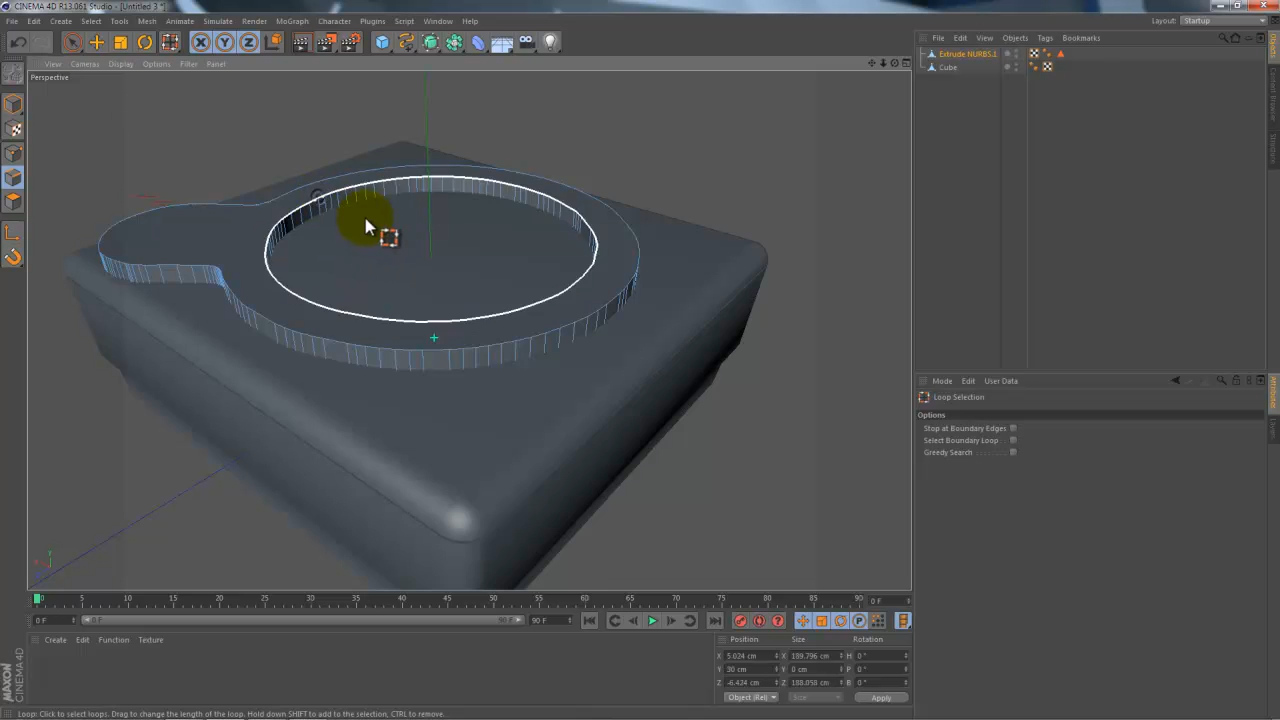 CINEMA 4D R13.061 Studio - [Untitled 3 *]
File Edit Create Select Tools Mesh Animate Simulate Render MoGraph Character Plugins Script Window Help
Layout: Startup
X Y Z
View Cameras Display Options Filter Panel
Perspective
File Edit View Objects Tags Bookmarks
Extrude NURBS.1
Cube
Mode Edit User Data
Loop Selection
Options
Stop at Boundary Edges
Select Boundary Loop
Greedy Search
0 5 10 15 20 25 30 35 40 45 50 55 60 65 70 75 80 85 90
0 F
0 F 0 F 90 F 90 F
Create Edit Function Texture
Position Size Rotation
X 5.024 cm X 189.796 cm H 0 °
Y 30 cm Y 0 cm P 0 °
Z -6.424 cm Z 188.058 cm B 0 °
Object (Rel) Size Apply
MAXON
CINEMA 4D
Loop: Click to select loops. Drag to change the length of the loop. Hold down SHIFT to add to the selection, CTRL to remove.